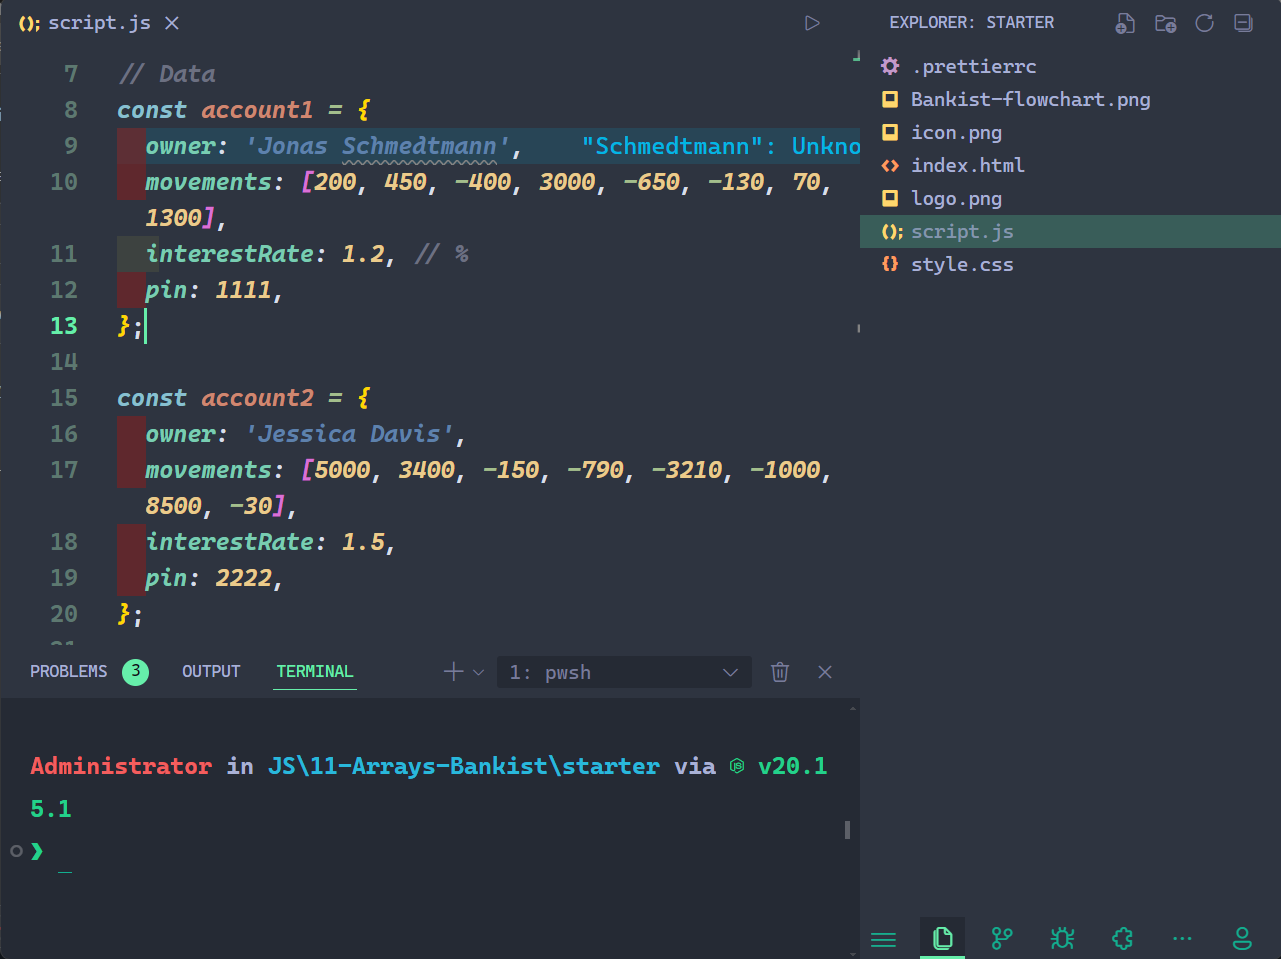 script.js
7 // Data
8 const account1 = {
9 owner: 'Jonas Schmedtmann', "Schmedtmann": Unkno
10 movements: [200, 450, -400, 3000, -650, -130, 70,
1300],
11 interestRate: 1.2, // %
12 pin: 1111,
13 };
14
15 const account2 = {
16 owner: 'Jessica Davis',
17 movements: [5000, 3400, -150, -790, -3210, -1000,
8500, -30],
18 interestRate: 1.5,
19 pin: 2222,
20 };
PROBLEMS 3 OUTPUT TERMINAL 1: pwsh
Administrator in JS\11-Arrays-Bankist\starter via v20.1
5.1
❯ _
EXPLORER: STARTER
.prettierrc
Bankist-flowchart.png
icon.png
index.html
logo.png
script.js
style.css